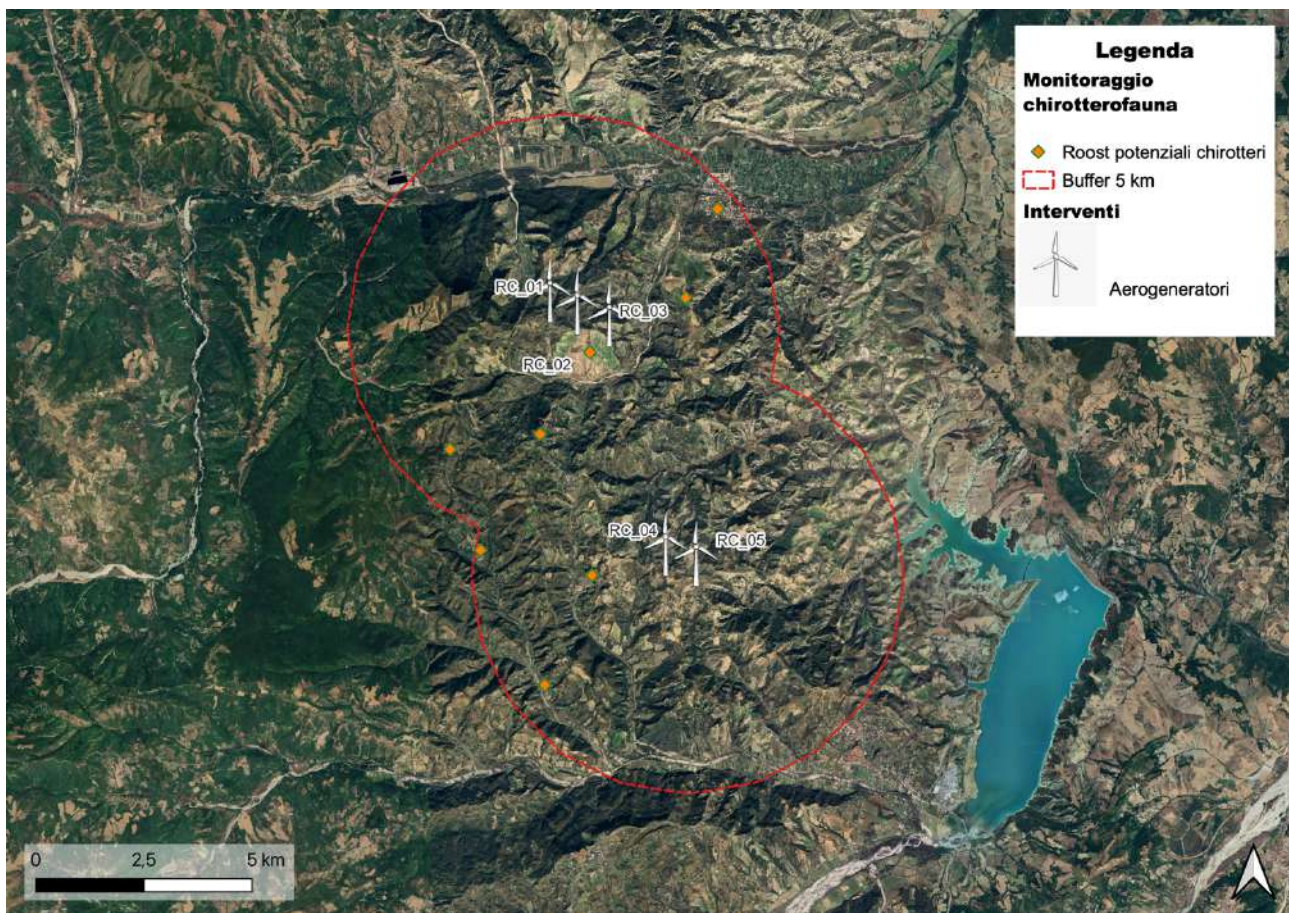 Legenda
Monitoraggio
chirotterofauna
Roost potenziali chirotteri
Buffer 5 km
Interventi
Aerogeneratori
RC_01
RC_03
RC_02
RC_04
RC_05
0 2,5 5 km